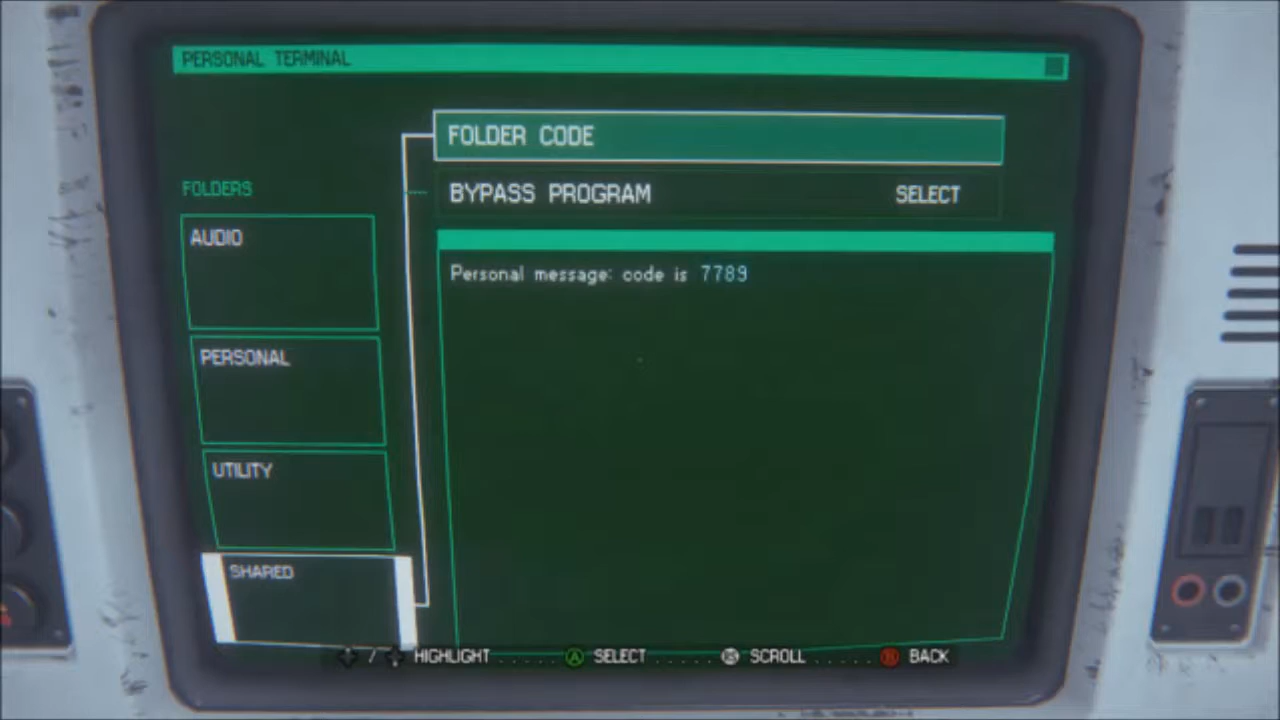 PERSONAL TERMINAL
FOLDER CODE
BYPASS PROGRAM SELECT
FOLDERS
AUDIO
PERSONAL
UTILITY
SHARED
Personal message: code is 7789
/ HIGHLIGHT ..... A SELECT ..... RS SCROLL ..... B BACK